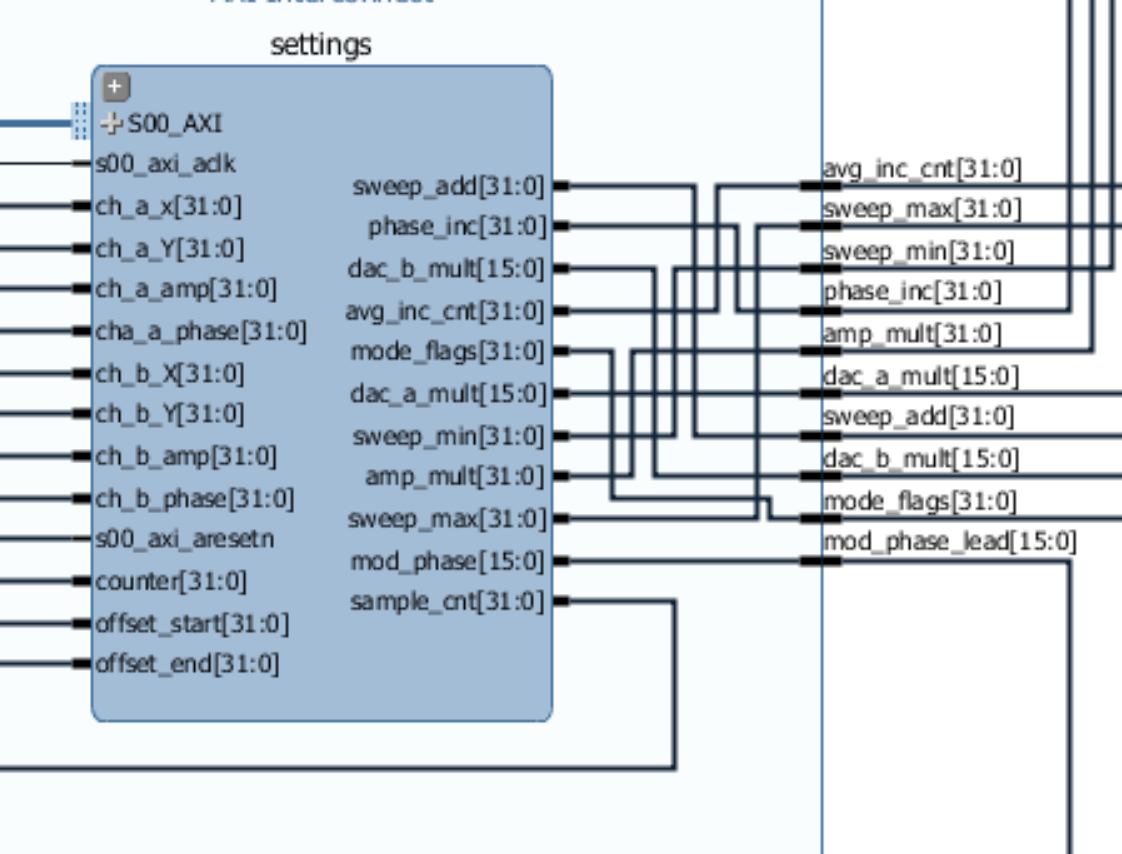 settings
S00_AXI
s00_axi_aclk
ch_a_x[31:0]
ch_a_Y[31:0]
ch_a_amp[31:0]
cha_a_phase[31:0]
ch_b_X[31:0]
ch_b_Y[31:0]
ch_b_amp[31:0]
ch_b_phase[31:0]
s00_axi_aresetn
counter[31:0]
offset_start[31:0]
offset_end[31:0]
sweep_add[31:0]
phase_inc[31:0]
dac_b_mult[15:0]
avg_inc_cnt[31:0]
mode_flags[31:0]
dac_a_mult[15:0]
sweep_min[31:0]
amp_mult[31:0]
sweep_max[31:0]
mod_phase[15:0]
sample_cnt[31:0]
avg_inc_cnt[31:0]
sweep_max[31:0]
sweep_min[31:0]
phase_inc[31:0]
amp_mult[31:0]
dac_a_mult[15:0]
sweep_add[31:0]
dac_b_mult[15:0]
mode_flags[31:0]
mod_phase_lead[15:0]